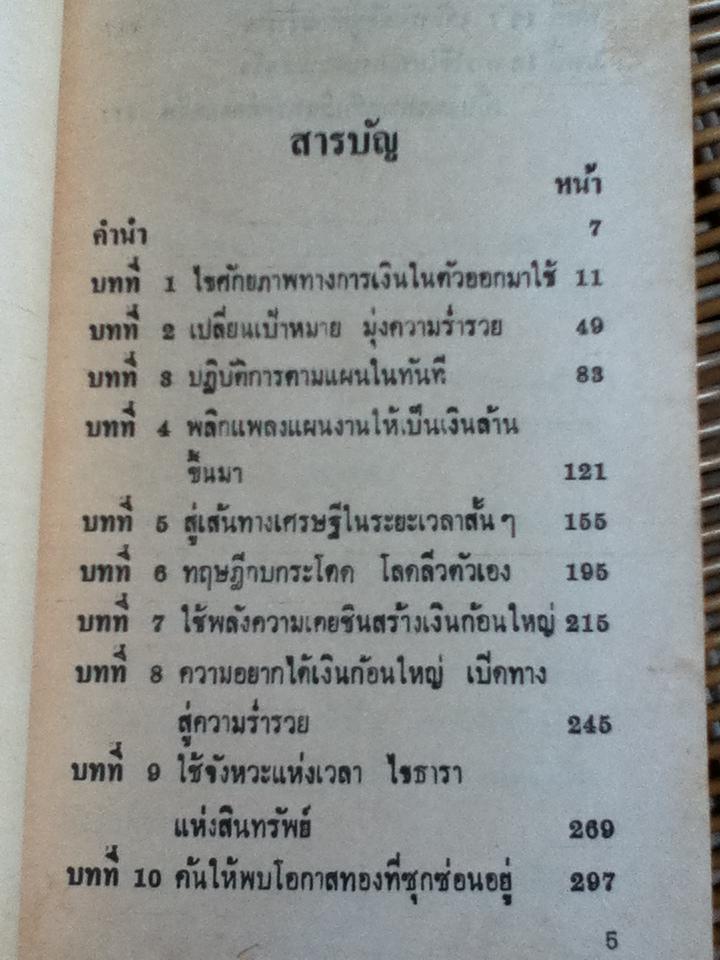 สารบัญ
หน้า
คำนำ 7
บทที่ 1 ไขศักยภาพทางการเงินในตัวออกมาใช้ 11
บทที่ 2 เปลี่ยนเป้าหมาย มุ่งความร่ำรวย 49
บทที่ 3 ปฏิบัติการตามแผนในทันที 83
บทที่ 4 พลิกแพลงแผนงานให้เป็นเงินล้าน
ขึ้นมา 121
บทที่ 5 สู่เส้นทางเศรษฐีในระยะเวลาสั้น ๆ 155
บทที่ 6 ทฤษฎีกบกระโดด โลดลิ่วตัวเอง 195
บทที่ 7 ใช้พลังความเคยชินสร้างเงินก้อนใหญ่ 215
บทที่ 8 ความอยากได้เงินก้อนใหญ่ เบิดทาง
สู่ความร่ำรวย 245
บทที่ 9 ใช้จังหวะแห่งเวลา ไขธารา
แห่งสินทรัพย์ 269
บทที่ 10 ค้นให้พบโอกาสทองที่ซุกซ่อนอยู่ 297
5